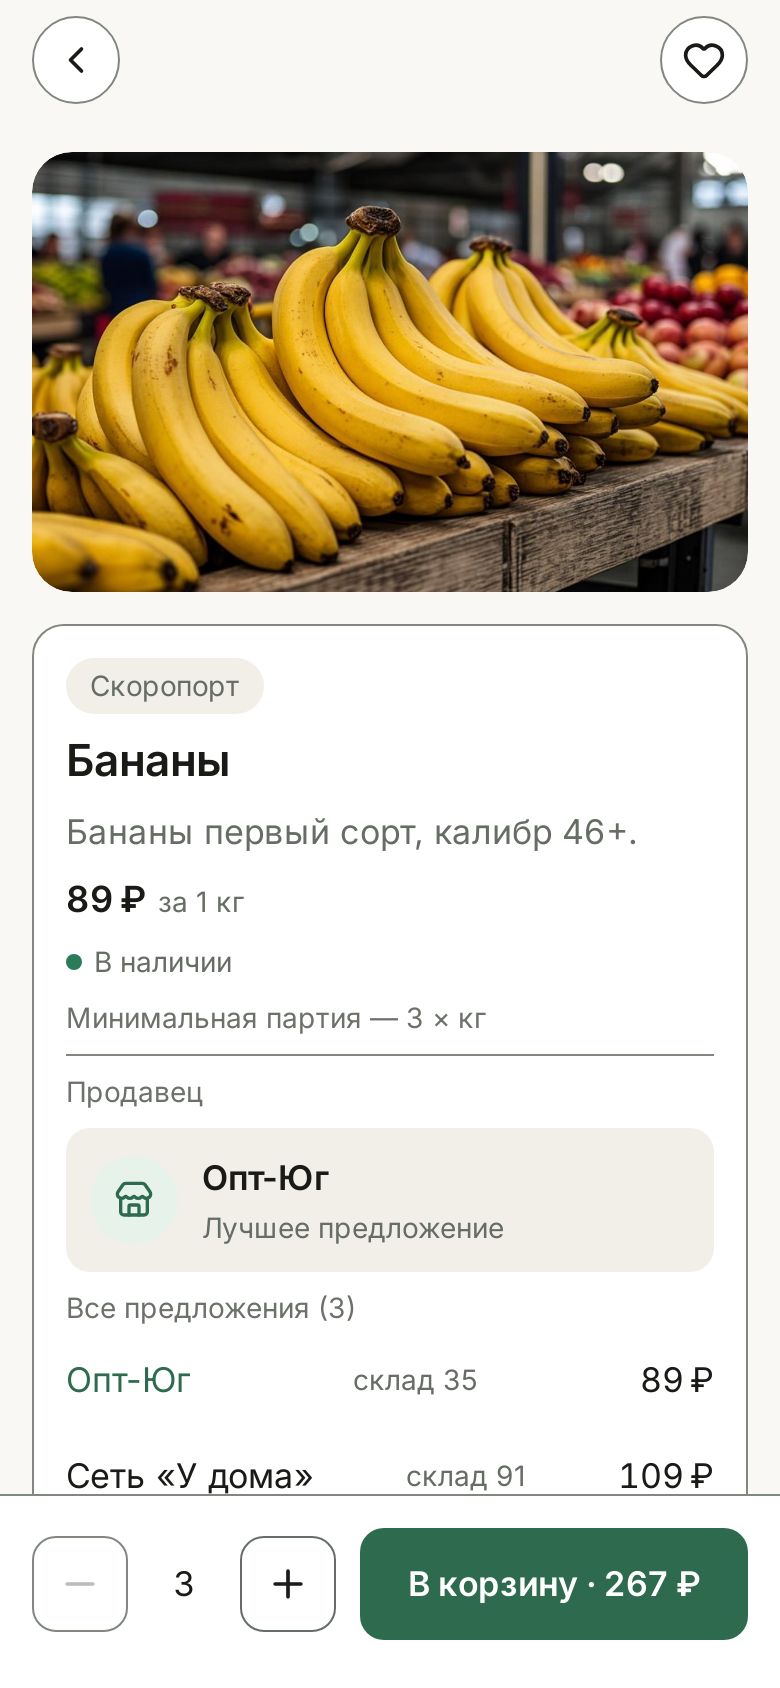 Скоропорт
Бананы
Бананы первый сорт, калибр 46+.
89 ₽ за 1 кг
В наличии
Минимальная партия — 3 × кг
Продавец
Опт-Юг
Лучшее предложение
Все предложения (3)
Опт-Юг склад 35 89 ₽
Сеть «У дома» склад 91 109 ₽
3 В корзину · 267 ₽